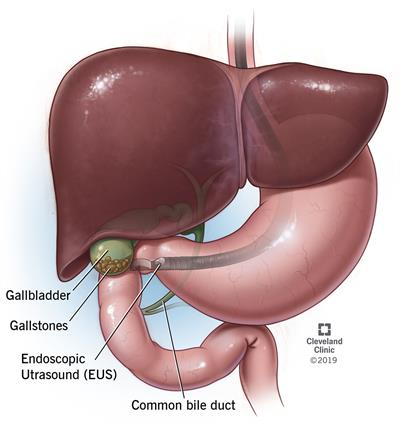 Gallbladder
Gallstones
Endoscopic
Ultrasound (EUS)
Common bile duct
Cleveland
Clinic
©2019